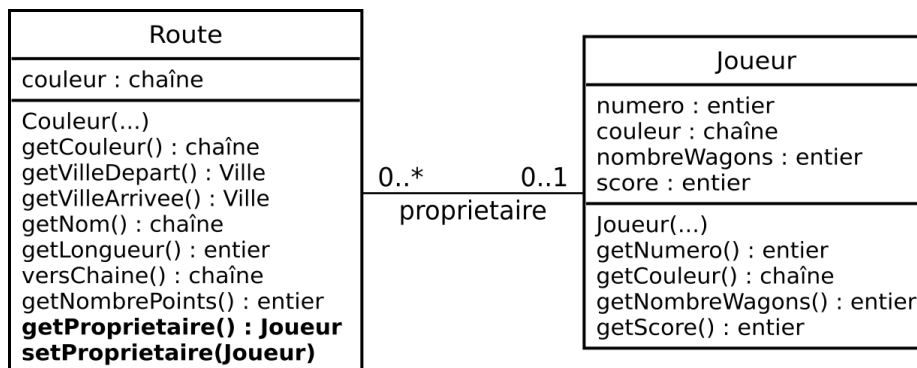 Route
couleur : chaîne
Couleur(...)
getCouleur() : chaîne
getVilleDepart() : Ville
getVilleArrivee() : Ville
getNom() : chaîne
getLongueur() : entier
versChaine() : chaîne
getNombrePoints() : entier
getProprietaire() : Joueur
setProprietaire(Joueur)
0..* 0..1
proprietaire
Joueur
numero : entier
couleur : chaîne
nombreWagons : entier
score : entier
Joueur(...)
getNumero() : entier
getCouleur() : chaîne
getNombreWagons() : entier
getScore() : entier